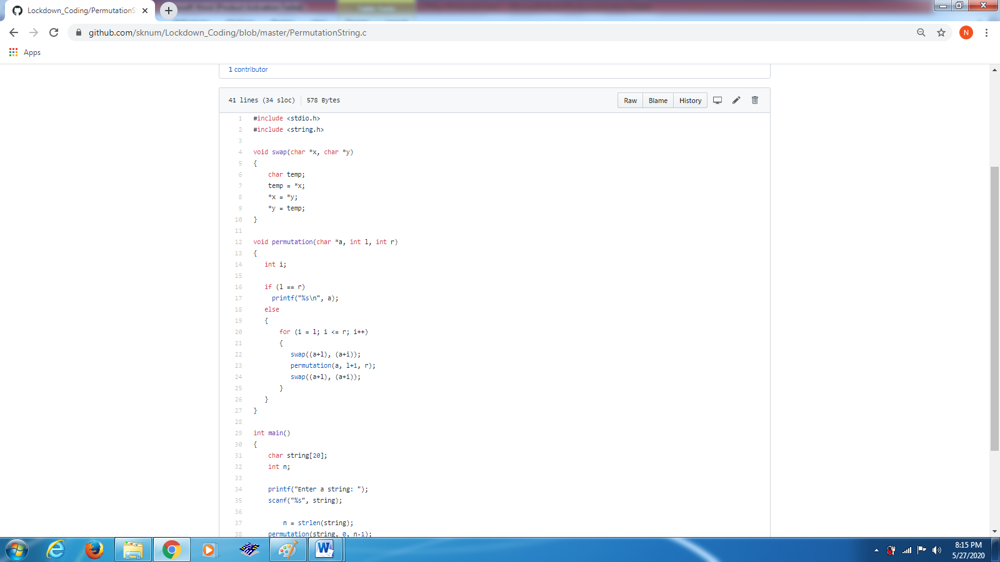 Lockdown_Coding/PermutationS
github.com/sknum/Lockdown_Coding/blob/master/PermutationString.c
N
Apps
1 contributor
41 lines (34 sloc) 578 Bytes Raw Blame History
1 #include <stdio.h>
2 #include <string.h>
3
4 void swap(char *x, char *y)
5 {
6     char temp;
7     temp = *x;
8     *x = *y;
9     *y = temp;
10 }
11
12 void permutation(char *a, int l, int r)
13 {
14    int i;
15
16    if (l == r)
17      printf("%s\n", a);
18    else
19    {
20        for (i = l; i <= r; i++)
21        {
22           swap((a+l), (a+i));
23           permutation(a, l+1, r);
24           swap((a+l), (a+i));
25        }
26    }
27 }
28
29 int main()
30 {
31     char string[20];
32     int n;
33
34     printf("Enter a string: ");
35     scanf("%s", string);
36
37         n = strlen(string);
38     permutation(string, 0, n-1);
8:15 PM
5/27/2020